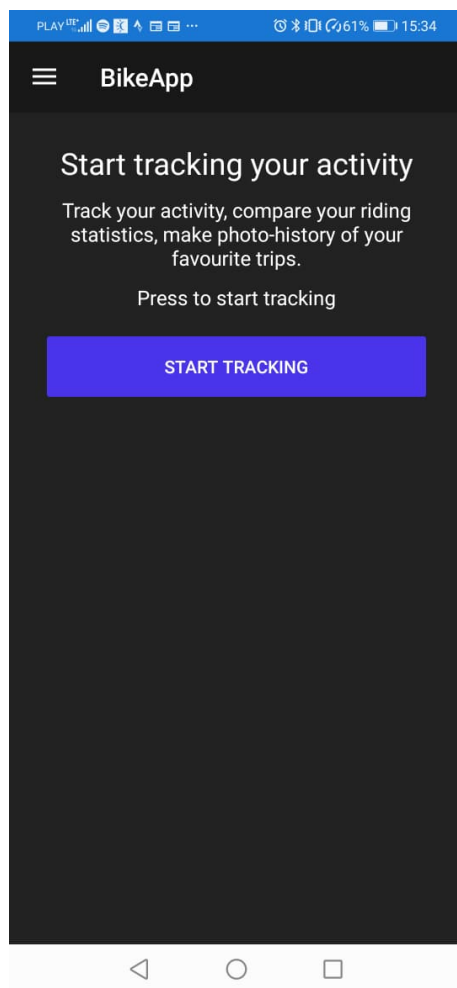 PLAY LTE+ 61% 15:34
BikeApp
Start tracking your activity
Track your activity, compare your riding
statistics, make photo-history of your
favourite trips.
Press to start tracking
START TRACKING